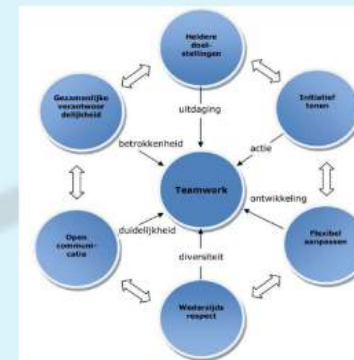 Heldere
doel-
stellingen
Gezamenlijke
verantwoor
delijkheid
uitdaging
Initiatief
tonen
betrokkenheid
actie
Teamwork
Open
communi-
catie
duidelijkheid
ontwikkeling
Flexibel
aanpassen
diversiteit
Wederzijds
respect